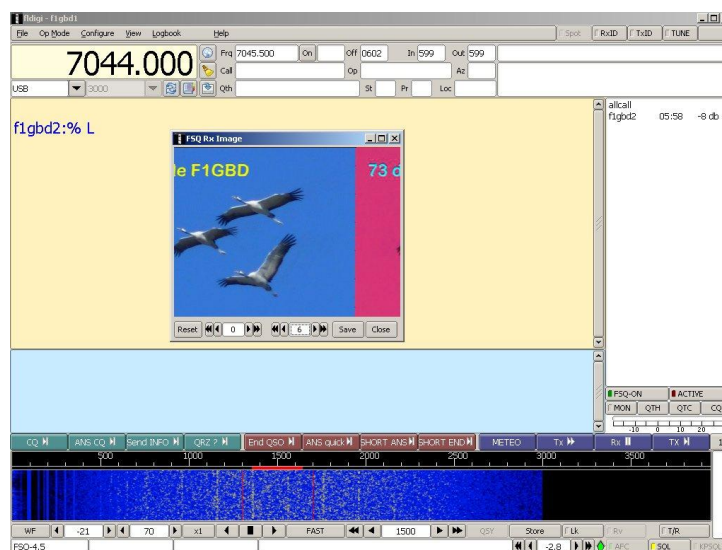 fldigi - f1gbd1
File Op Mode Configure View Logbook Help Spot RxID TxID TUNE
7044.000 Frq 7045.500 On Off 0602 In 599 Out 599
Call Op Az
USB 3000 Qth St Pr Loc
allcall
f1gbd2 05:58 -8 db
f1gbd2:% L
FSQ Rx Image
le F1GBD 73 d
Reset 0 6 Save Close
FSQ-ON ACTIVE
MON QTH QTC CQ
-10 0 10 20
CQ ANS CQ Send INFO QRZ ? End QSO ANS quick SHORT ANS SHORT END METEO Tx Rx TX 1
500 1000 1500 2000 2500 3000 3500
WF -21 70 x1 FAST 1500 QSY Store Lk Rv T/R
FSQ-4.5 -2.8 AFC SQL KPSQL